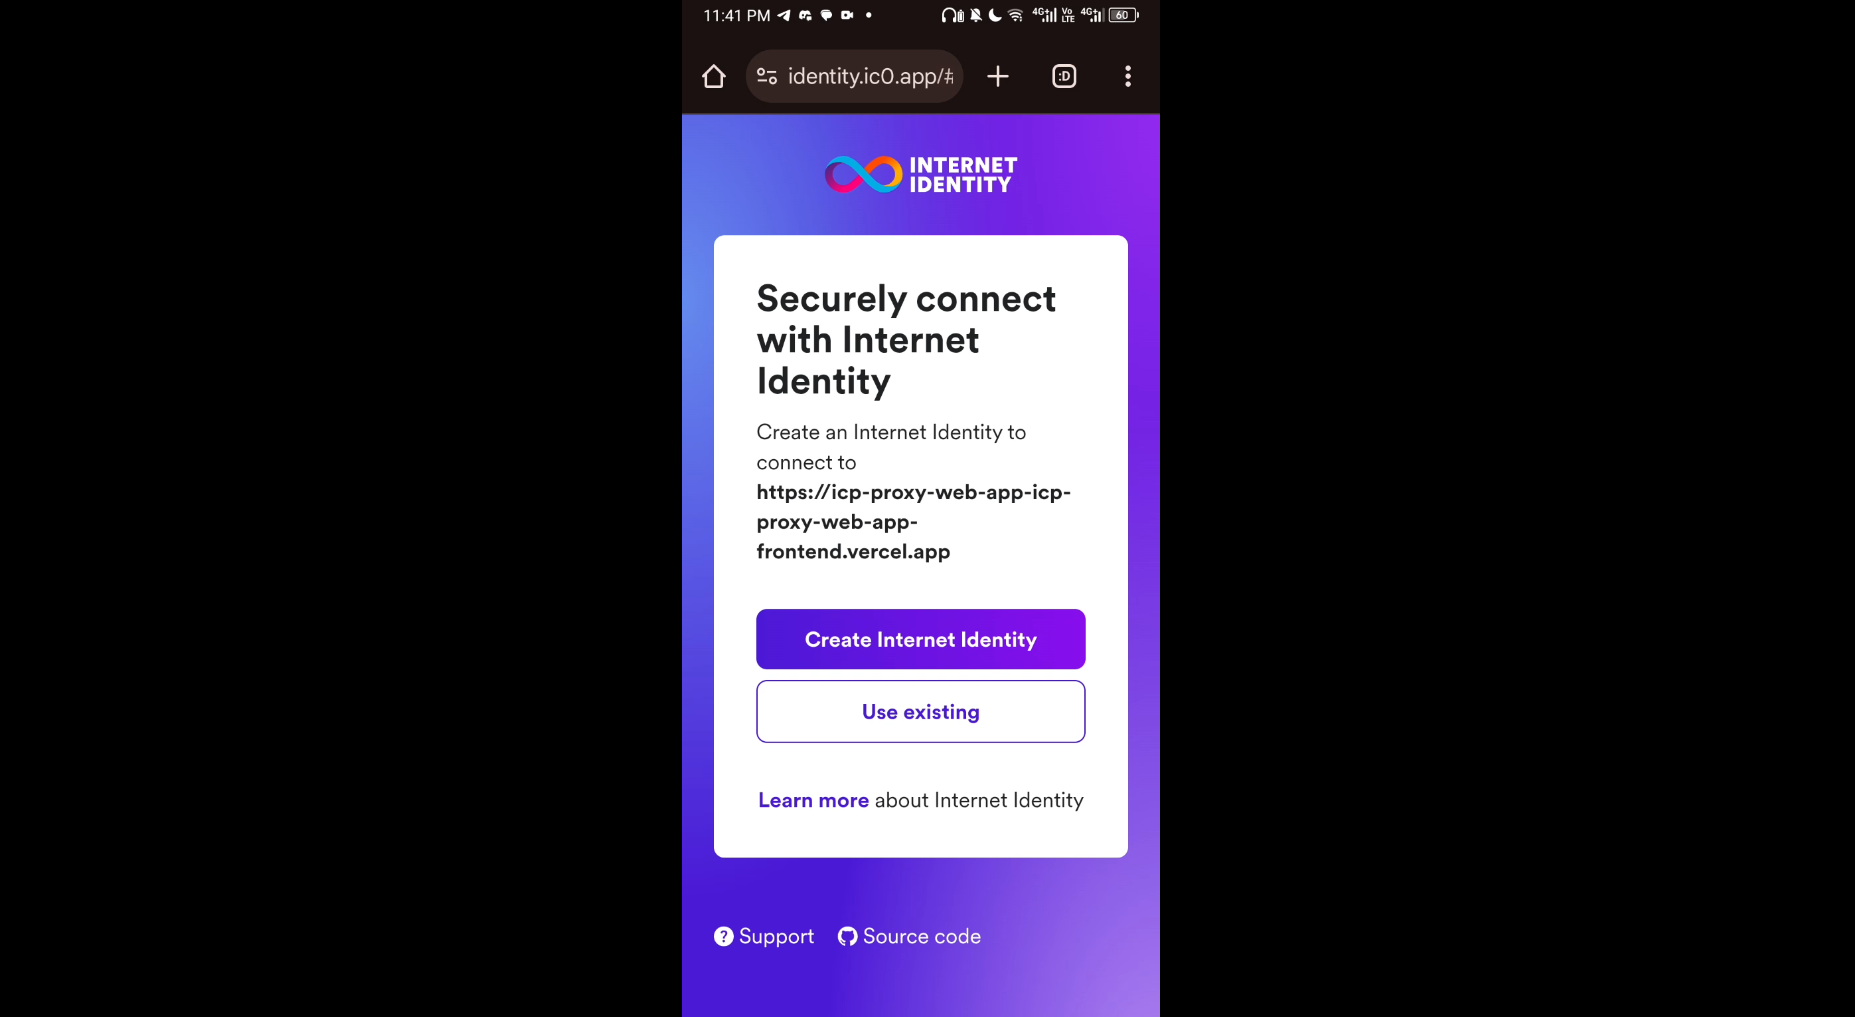 11:41 PM 4G+ Vo LTE 4G+ 60
identity.ic0.app/# :D
INTERNET
IDENTITY
Securely connect
with Internet
Identity
Create an Internet Identity to
connect to
https://icp-proxy-web-app-icp-
proxy-web-app-
frontend.vercel.app
Create Internet Identity
Use existing
Learn more about Internet Identity
? Support Source code